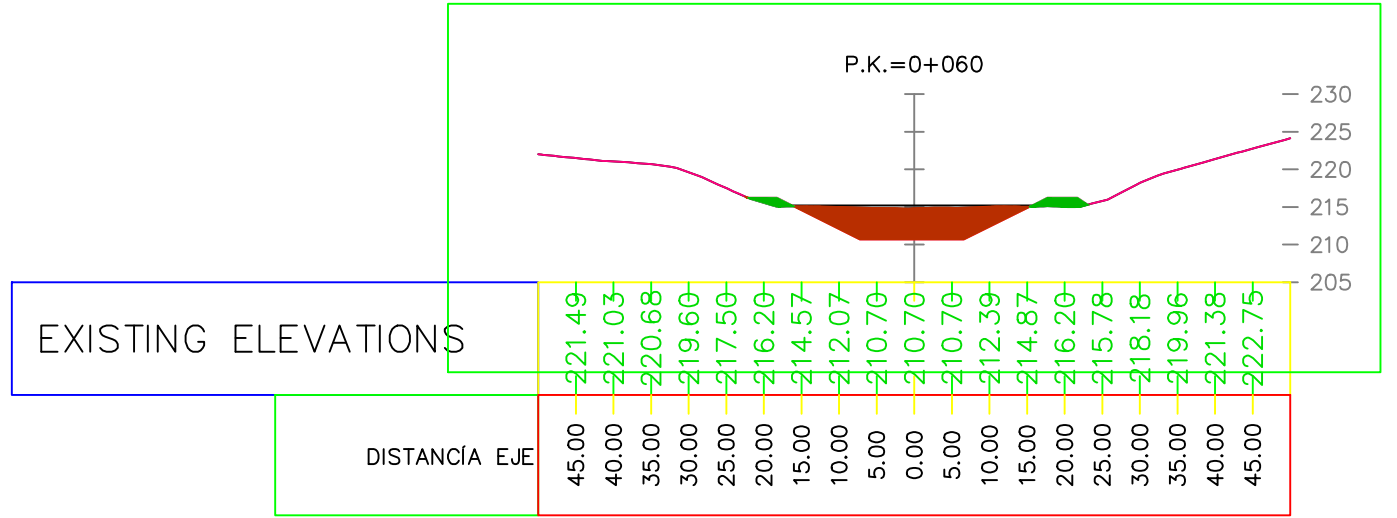 P.K.=0+060
230
225
220
215
210
205
EXISTING ELEVATIONS
221.49 221.03 220.68 219.60 217.50 216.20 214.57 212.07 210.70 210.70 210.70 212.39 214.87 216.20 215.78 218.18 219.96 221.38 222.75
DISTANCÍA EJE
45.00 40.00 35.00 30.00 25.00 20.00 15.00 10.00 5.00 0.00 5.00 10.00 15.00 20.00 25.00 30.00 35.00 40.00 45.00